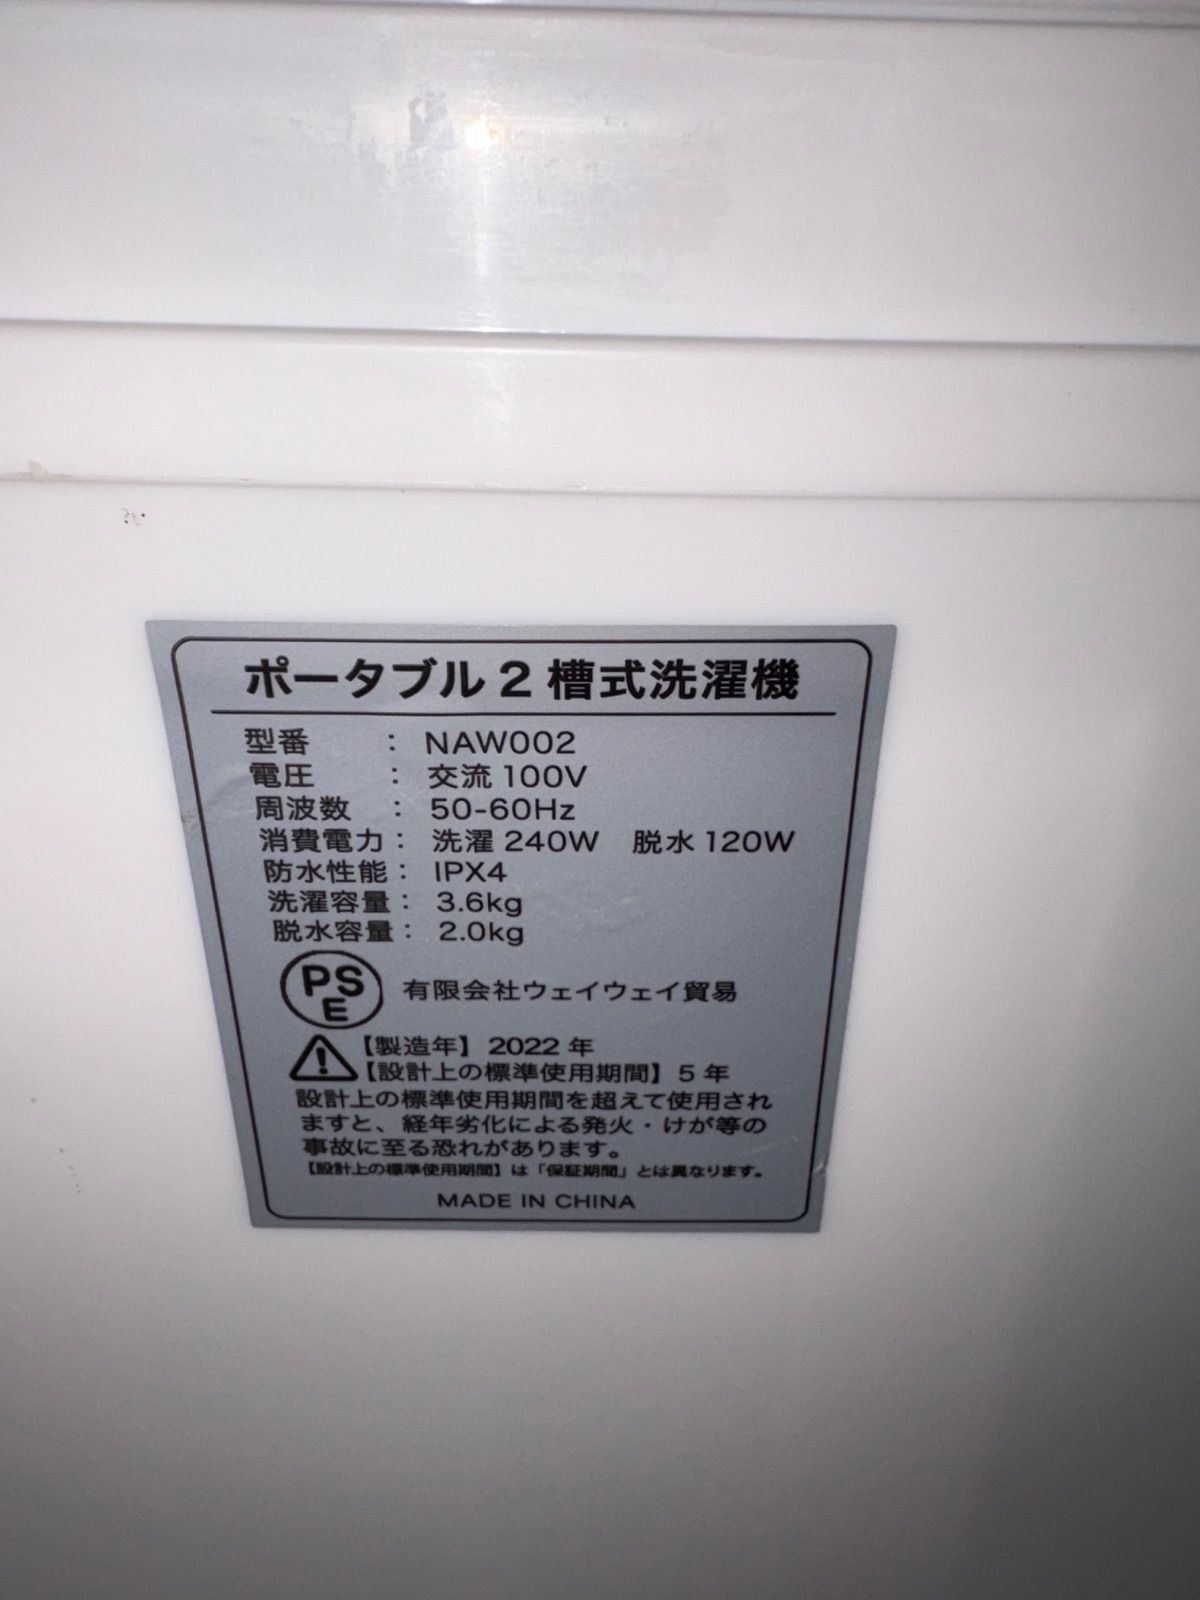 ポータブル2槽式洗濯機
型番 : NAW002
電圧 : 交流100V
周波数 : 50-60Hz
消費電力: 洗濯240W 脱水120W
防水性能: IPX4
洗濯容量: 3.6kg
脱水容量: 2.0kg
PSE 有限会社ウェイウェイ貿易
【製造年】2022年
【設計上の標準使用期間】5年
設計上の標準使用期間を超えて使用され
ますと、経年劣化による発火・けが等の
事故に至る恐れがあります。
【設計上の標準使用期間】は「保証期間」とは異なります。
MADE IN CHINA